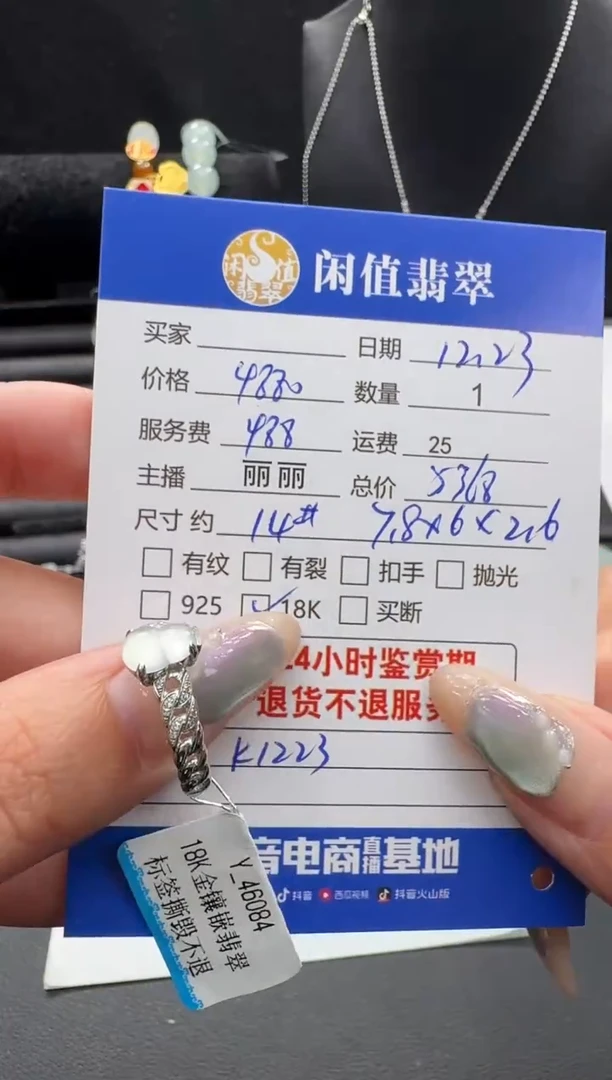 闲值翡翠
闲值翡翠
买家 日期 12.23
价格 4880 数量 1
服务费 488 运费 25
主播 丽丽 总价 5368
尺寸 约 14# 7.8×6×2.6
有纹 有裂 扣手 抛光
925 18K 买断
4小时鉴赏期
退货不退服务
K1223
音电商直播基地
抖音 西瓜视频 抖音火山版
Y_46084
18K金镶嵌翡翠
标签撕毁不退